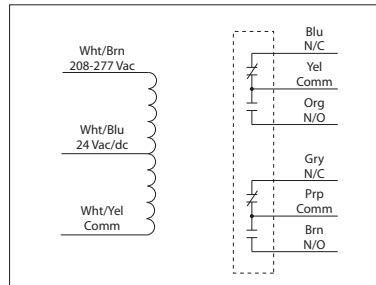 Wht/Brn
208-277 Vac
Wht/Blu
24 Vac/dc
Wht/Yel
Comm
Blu
N/C
Yel
Comm
Org
N/O
Gry
N/C
Prp
Comm
Brn
N/O